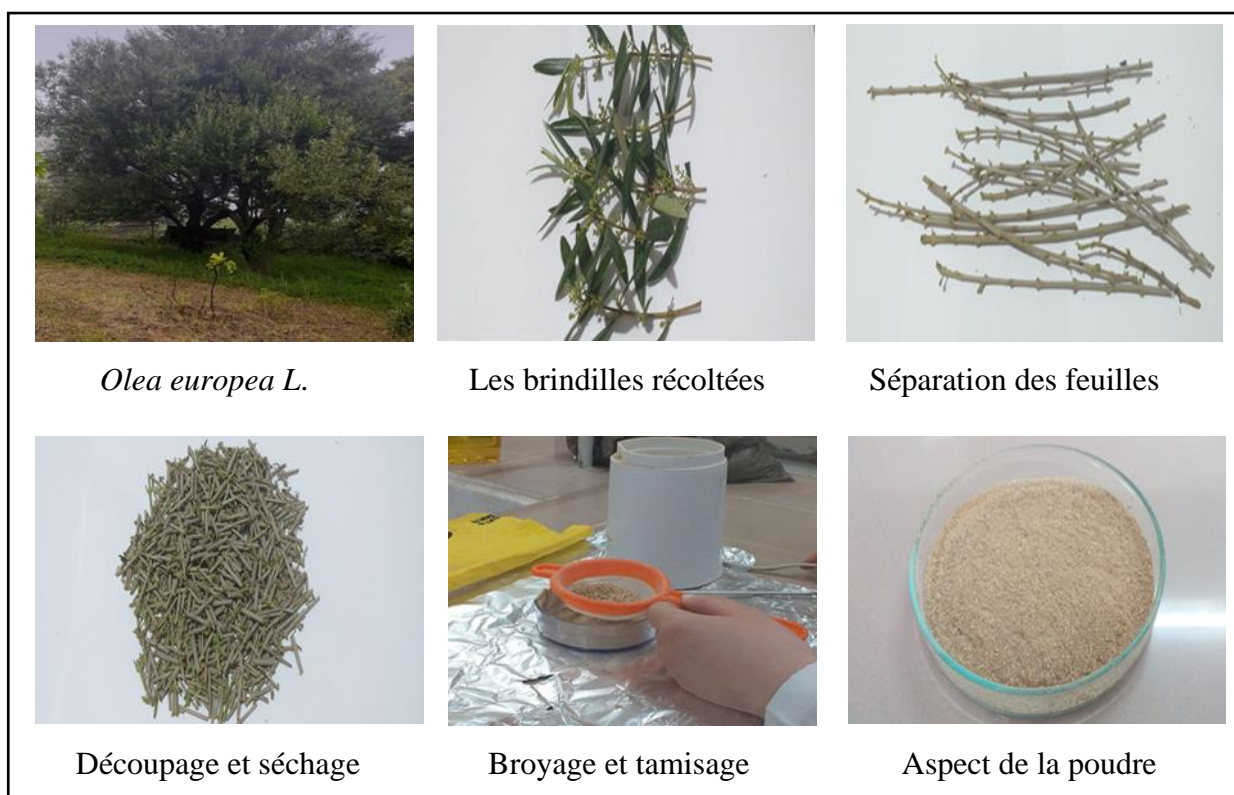 Olea europea L.
Les brindilles récoltées
Séparation des feuilles
Découpage et séchage
Broyage et tamisage
Aspect de la poudre